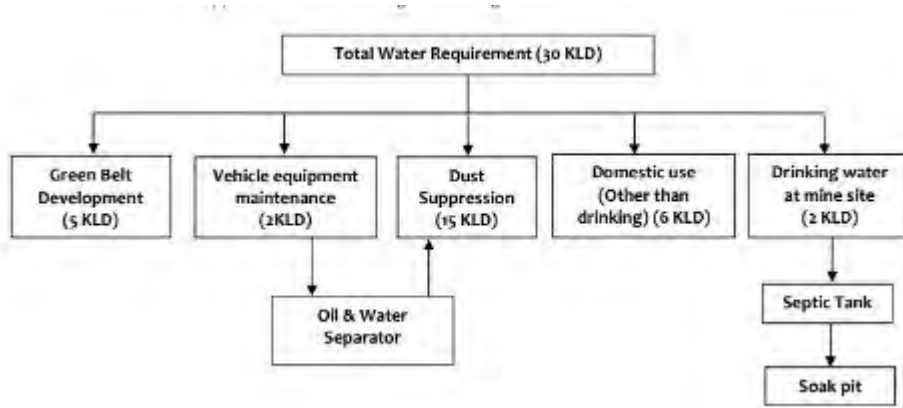 Total Water Requirement (30 KLD)
Green Belt
Development
(5 KLD)
Vehicle equipment
maintenance
(2KLD)
Dust
Suppression
(15 KLD)
Domestic use
(Other than
drinking) (6 KLD)
Drinking water
at mine site
(2 KLD)
Oil & Water
Separator
Septic Tank
Soak pit